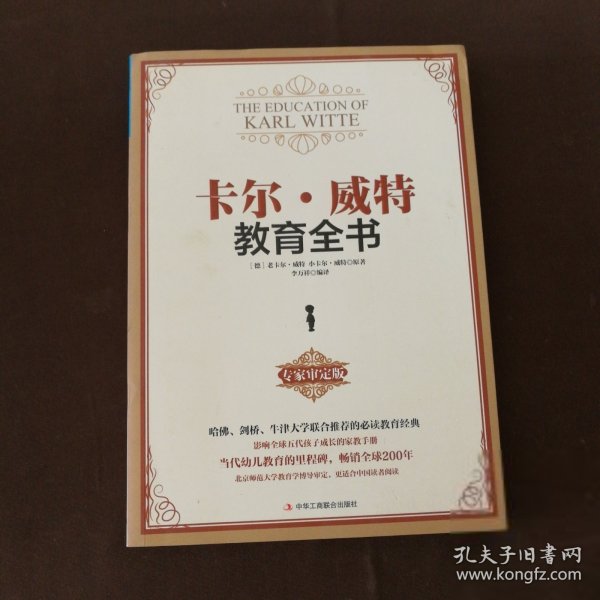 THE EDUCATION OF
KARL WITTE
卡尔·威特
教育全书
[德]老卡尔·威特 小卡尔·威特◎原著
李万祥◎编译
专家审定版
哈佛、剑桥、牛津大学联合推荐的必读教育经典
影响全球五代孩子成长的家教手册
当代幼儿教育的里程碑，畅销全球200年
北京师范大学教育学博导审定，更适合中国读者阅读
中华工商联合出版社
孔夫子旧书网
www.kongfz.com